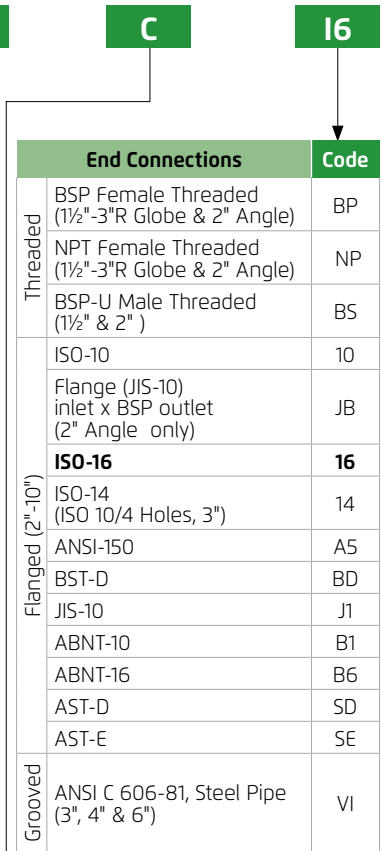 C I6
End Connections Code
Threaded
BSP Female Threaded
(1½"-3"R Globe & 2" Angle) BP
NPT Female Threaded
(1½"-3"R Globe & 2" Angle) NP
BSP-U Male Threaded
(1½" & 2" ) BS
Flanged (2"-10")
ISO-10 10
Flange (JIS-10)
inlet x BSP outlet
(2" Angle only) JB
ISO-16 16
ISO-14
(ISO 10/4 Holes, 3") 14
ANSI-150 A5
BST-D BD
JIS-10 J1
ABNT-10 B1
ABNT-16 B6
AST-D SD
AST-E SE
Grooved
ANSI C 606-81, Steel Pipe
(3", 4" & 6") VI